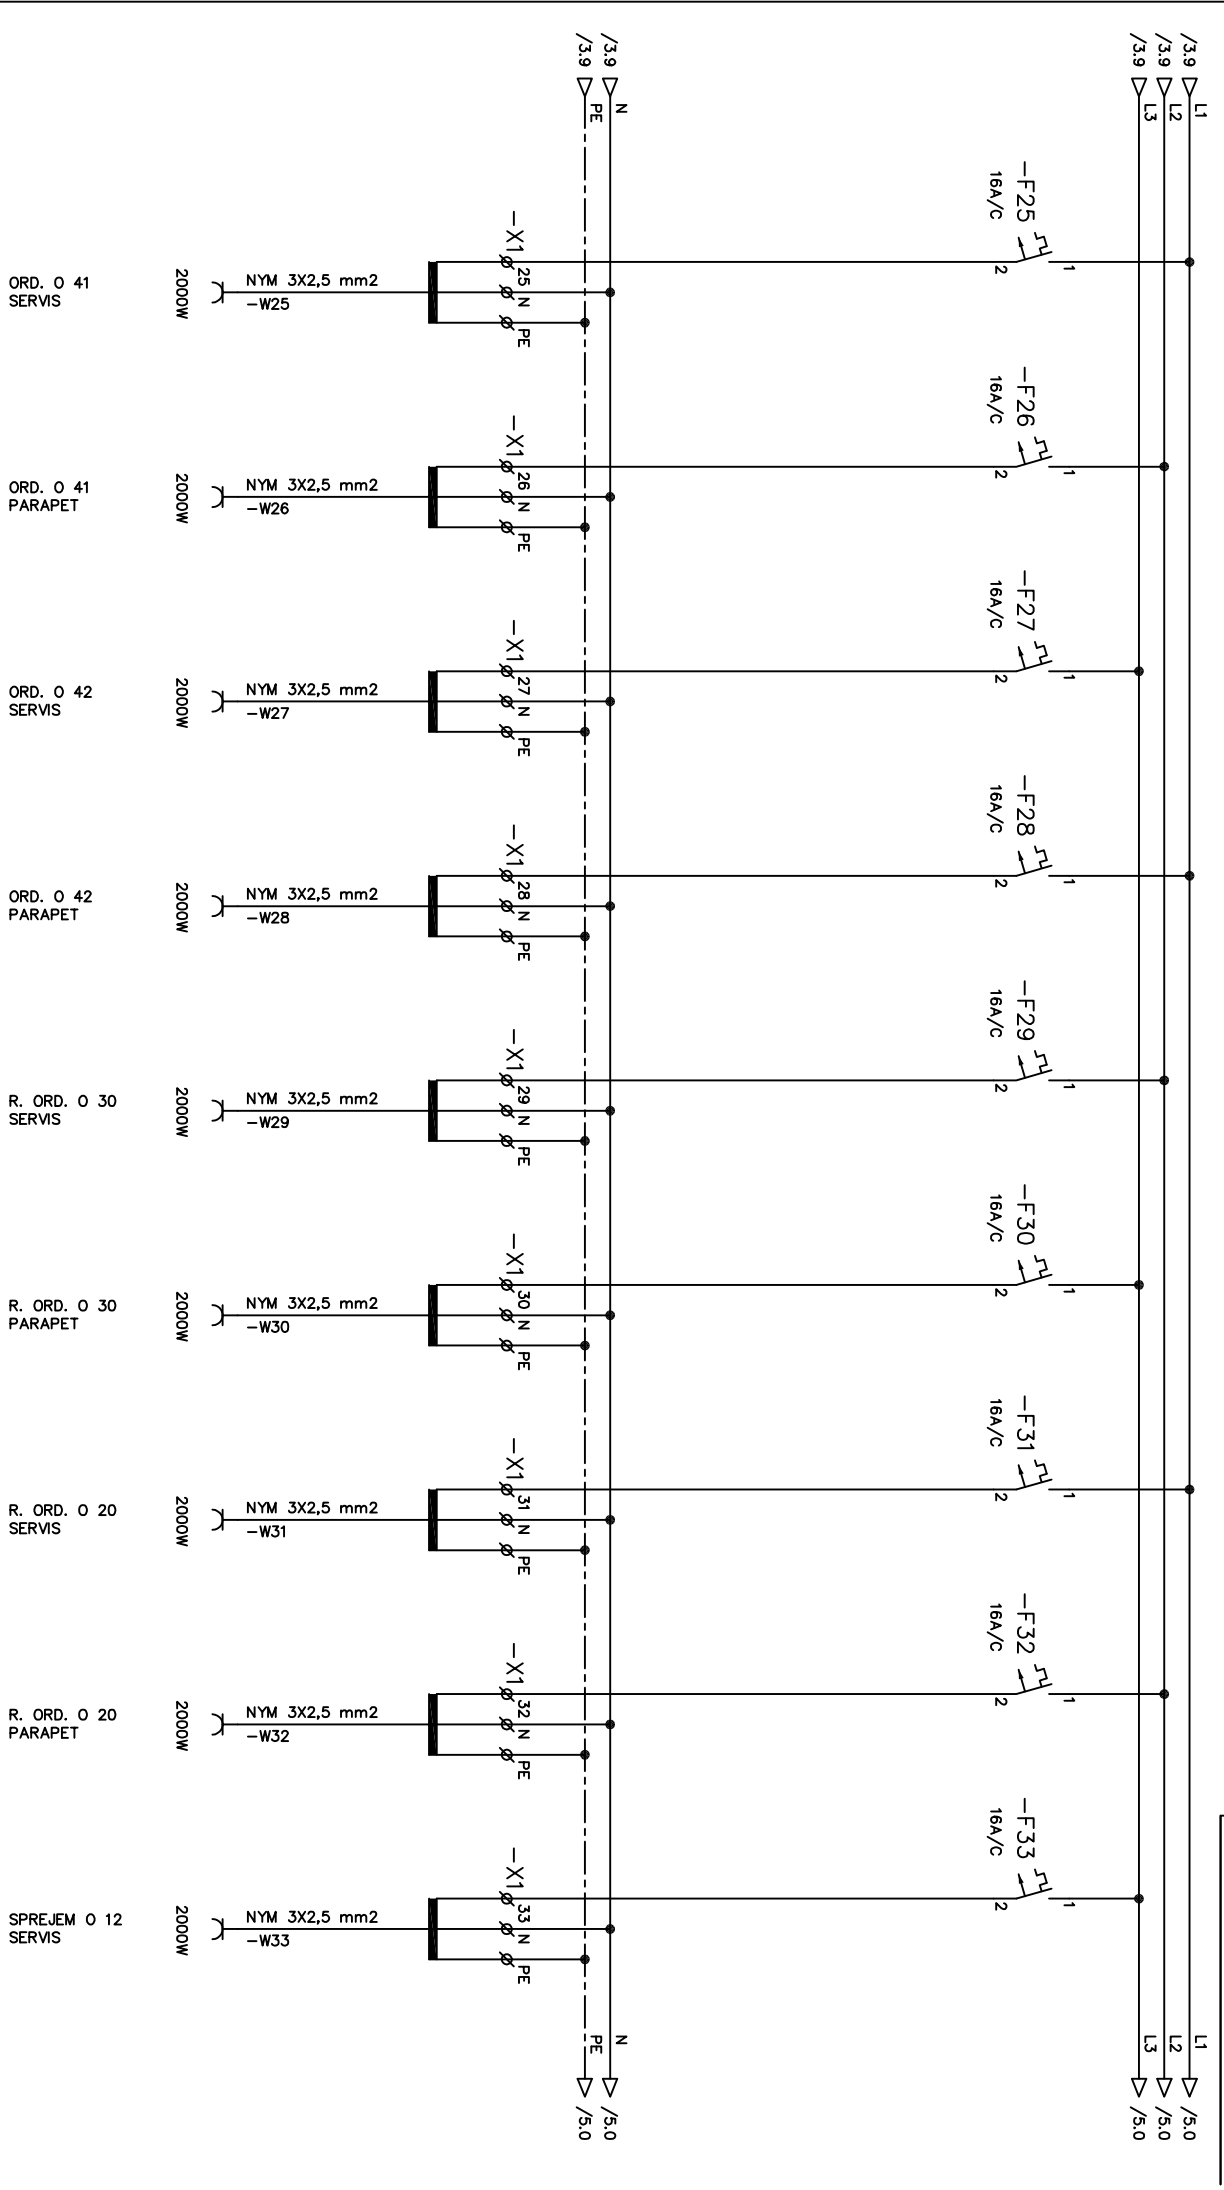 /3.9 L1
/3.9 L2
/3.9 L3
/3.9 N
/3.9 PE
-F25
16A/C
1
2
-X1 25 N PE
NYM 3X2,5 mm2
-W25
2000W
ORD. O 41
SERVIS
-F26
16A/C
1
2
-X1 26 N PE
NYM 3X2,5 mm2
-W26
2000W
ORD. O 41
PARAPET
-F27
16A/C
1
2
-X1 27 N PE
NYM 3X2,5 mm2
-W27
2000W
ORD. O 42
SERVIS
-F28
16A/C
1
2
-X1 28 N PE
NYM 3X2,5 mm2
-W28
2000W
ORD. O 42
PARAPET
-F29
16A/C
1
2
-X1 29 N PE
NYM 3X2,5 mm2
-W29
2000W
R. ORD. O 30
SERVIS
-F30
16A/C
1
2
-X1 30 N PE
NYM 3X2,5 mm2
-W30
2000W
R. ORD. O 30
PARAPET
-F31
16A/C
1
2
-X1 31 N PE
NYM 3X2,5 mm2
-W31
2000W
R. ORD. O 20
SERVIS
-F32
16A/C
1
2
-X1 32 N PE
NYM 3X2,5 mm2
-W32
2000W
R. ORD. O 20
PARAPET
-F33
16A/C
1
2
-X1 33 N PE
NYM 3X2,5 mm2
-W33
2000W
SPREJEM O 12
SERVIS
L1 /5.0
L2 /5.0
L3 /5.0
N /5.0
PE /5.0